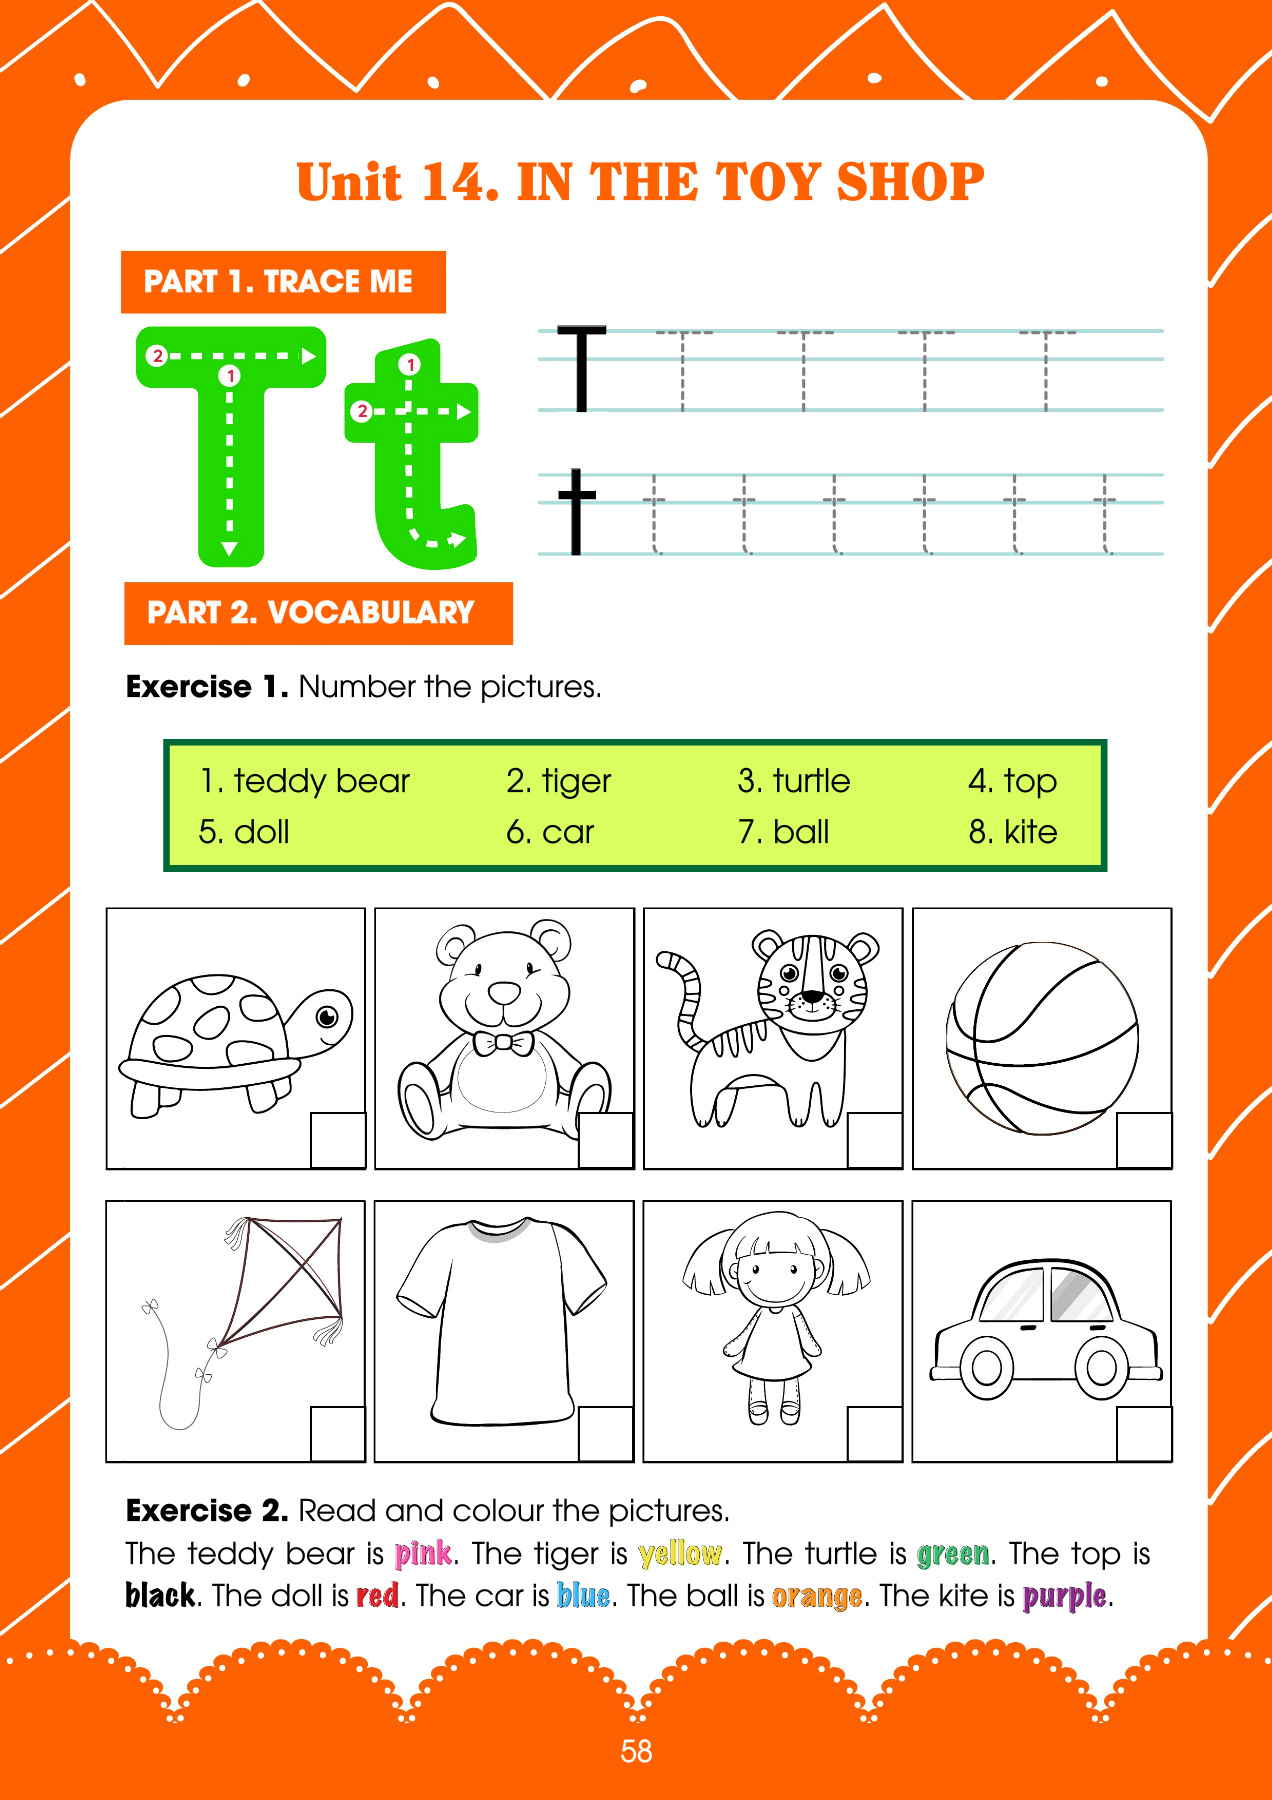 Unit 14. IN THE TOY SHOP
PART 1. TRACE ME
2 1 1 2
T T T T T
t t t t t t t
PART 2. VOCABULARY
Exercise 1. Number the pictures.
1. teddy bear 2. tiger 3. turtle 4. top
5. doll 6. car 7. ball 8. kite
Exercise 2. Read and colour the pictures.
The teddy bear is pink. The tiger is yellow. The turtle is green. The top is
black. The doll is red. The car is blue. The ball is orange. The kite is purple.
58